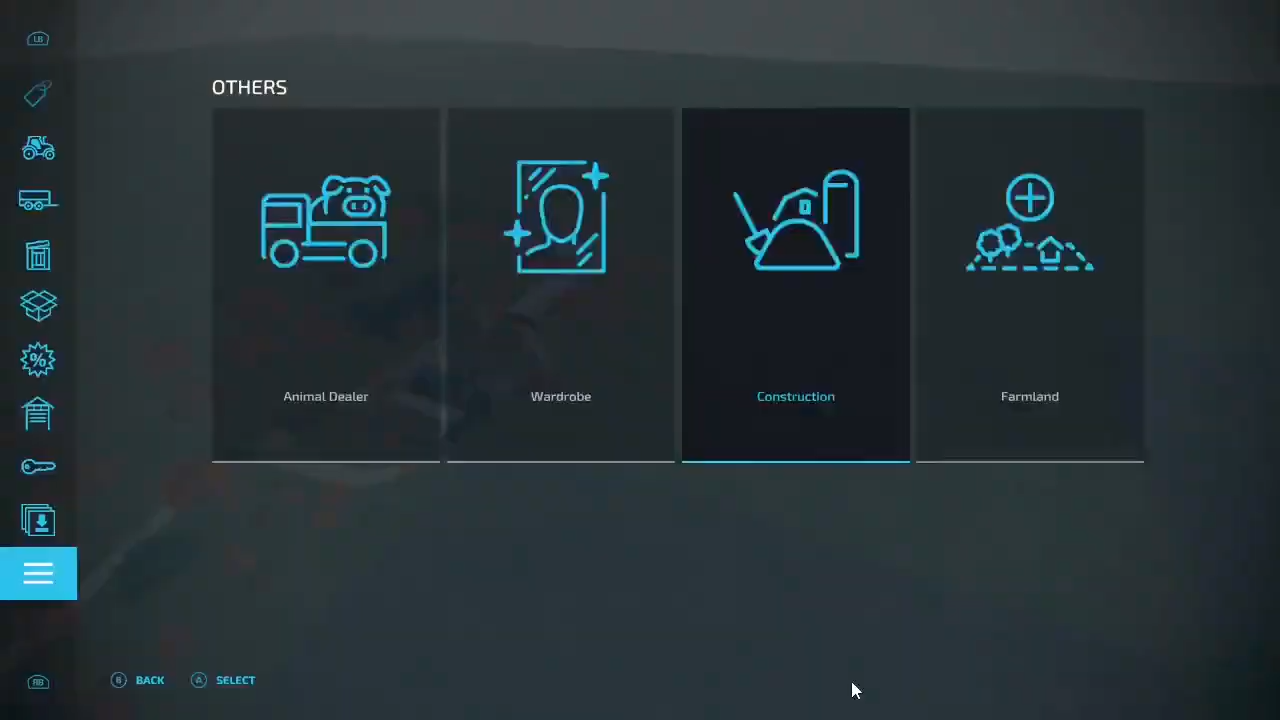 LB
OTHERS
Animal Dealer
Wardrobe
Construction
Farmland
%
B BACK
A SELECT
RB